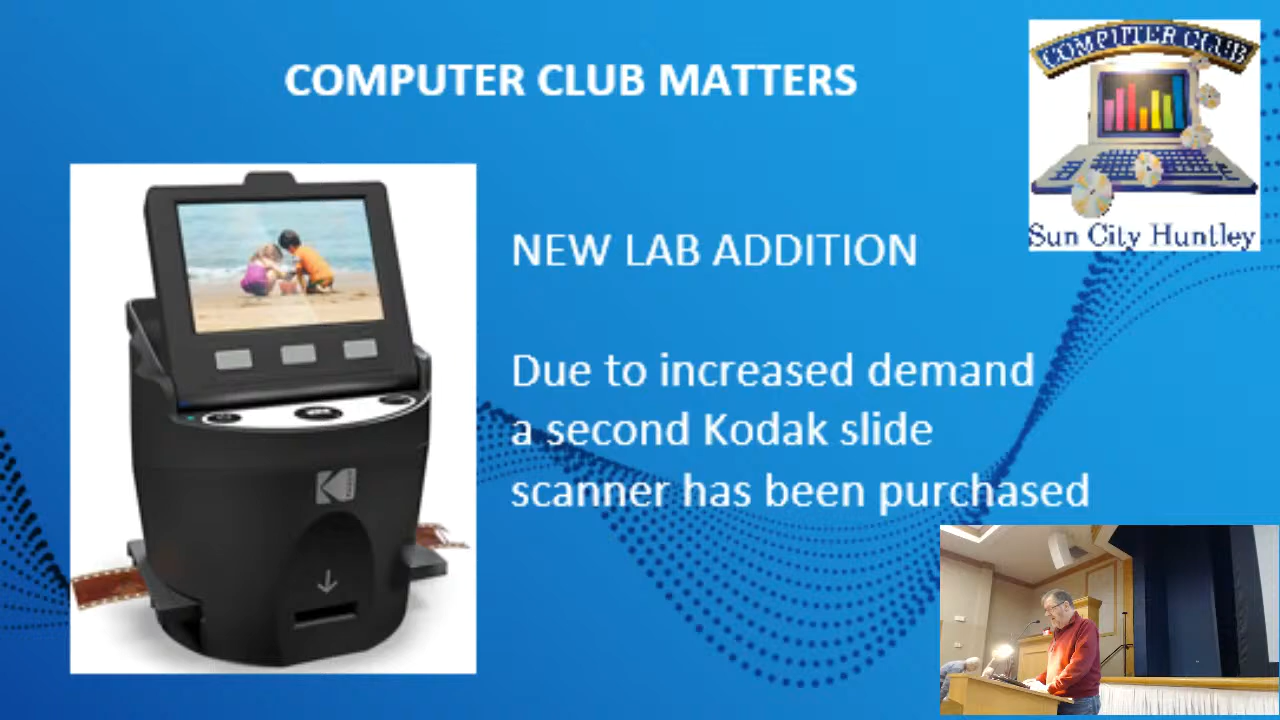 COMPUTER CLUB MATTERS
COMPUTER CLUB
Sun City Huntley
NEW LAB ADDITION
Due to increased demand
a second Kodak slide
scanner has been purchased